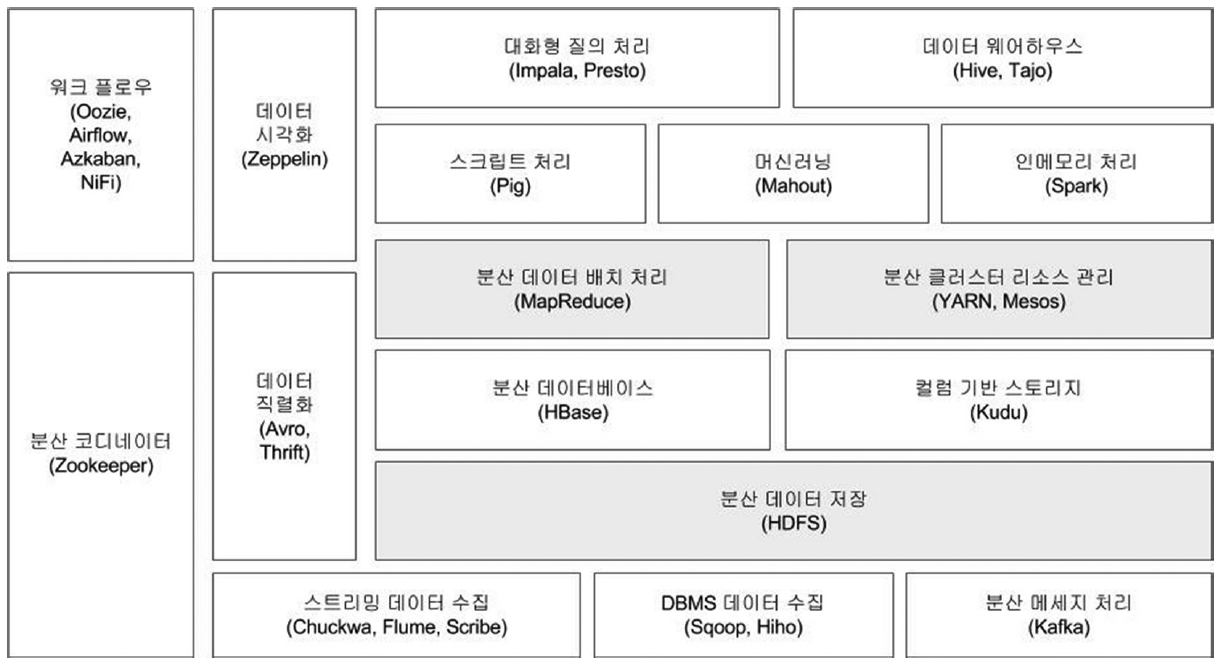 워크 플로우
(Oozie,
Airflow,
Azkaban,
NiFi)
데이터
시각화
(Zeppelin)
대화형 질의 처리
(Impala, Presto)
데이터 웨어하우스
(Hive, Tajo)
스크립트 처리
(Pig)
머신러닝
(Mahout)
인메모리 처리
(Spark)
분산 데이터 배치 처리
(MapReduce)
분산 클러스터 리소스 관리
(YARN, Mesos)
분산 코디네이터
(Zookeeper)
데이터
직렬화
(Avro,
Thrift)
분산 데이터베이스
(HBase)
컬럼 기반 스토리지
(Kudu)
분산 데이터 저장
(HDFS)
스트리밍 데이터 수집
(Chuckwa, Flume, Scribe)
DBMS 데이터 수집
(Sqoop, Hiho)
분산 메세지 처리
(Kafka)